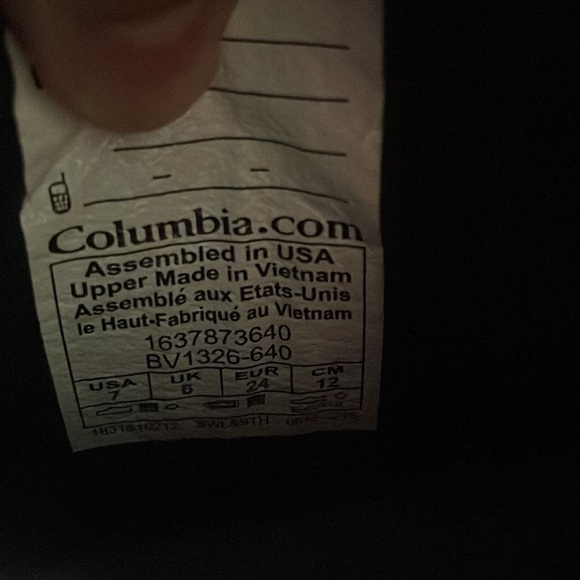 Columbia.com
Assembled in USA
Upper Made in Vietnam
Assemblé aux Etats-Unis
le Haut-Fabriqué au Vietnam
1637873640
BV1326-640
USA UK EUR CM
7 6 24 12